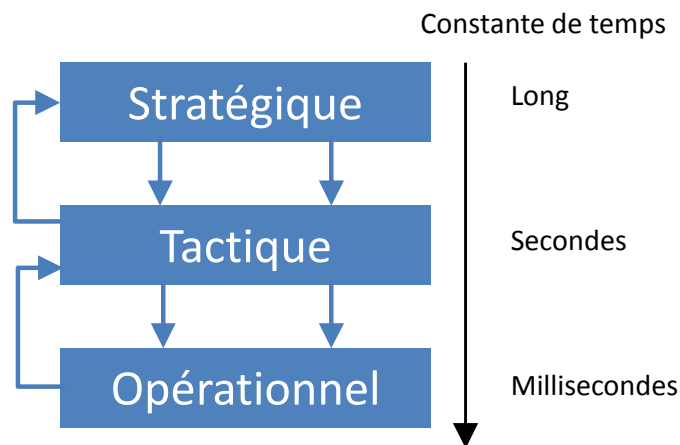 Constante de temps
Stratégique
Long
Tactique
Secondes
Opérationnel
Millisecondes